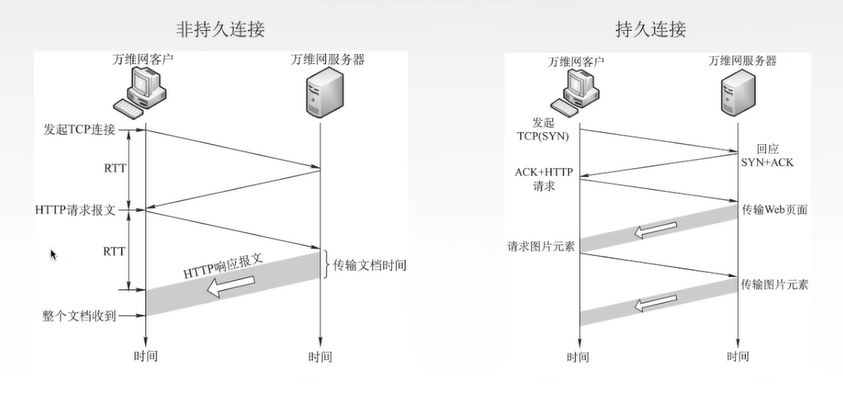 非持久连接
万维网客户
万维网服务器
发起TCP连接
RTT
HTTP请求报文
RTT
HTTP响应报文
传输文档时间
整个文档收到
时间
时间
持久连接
万维网客户
万维网服务器
发起
TCP(SYN)
回应
SYN+ACK
ACK+HTTP
请求
传输Web页面
请求图片元素
传输图片元素
时间
时间